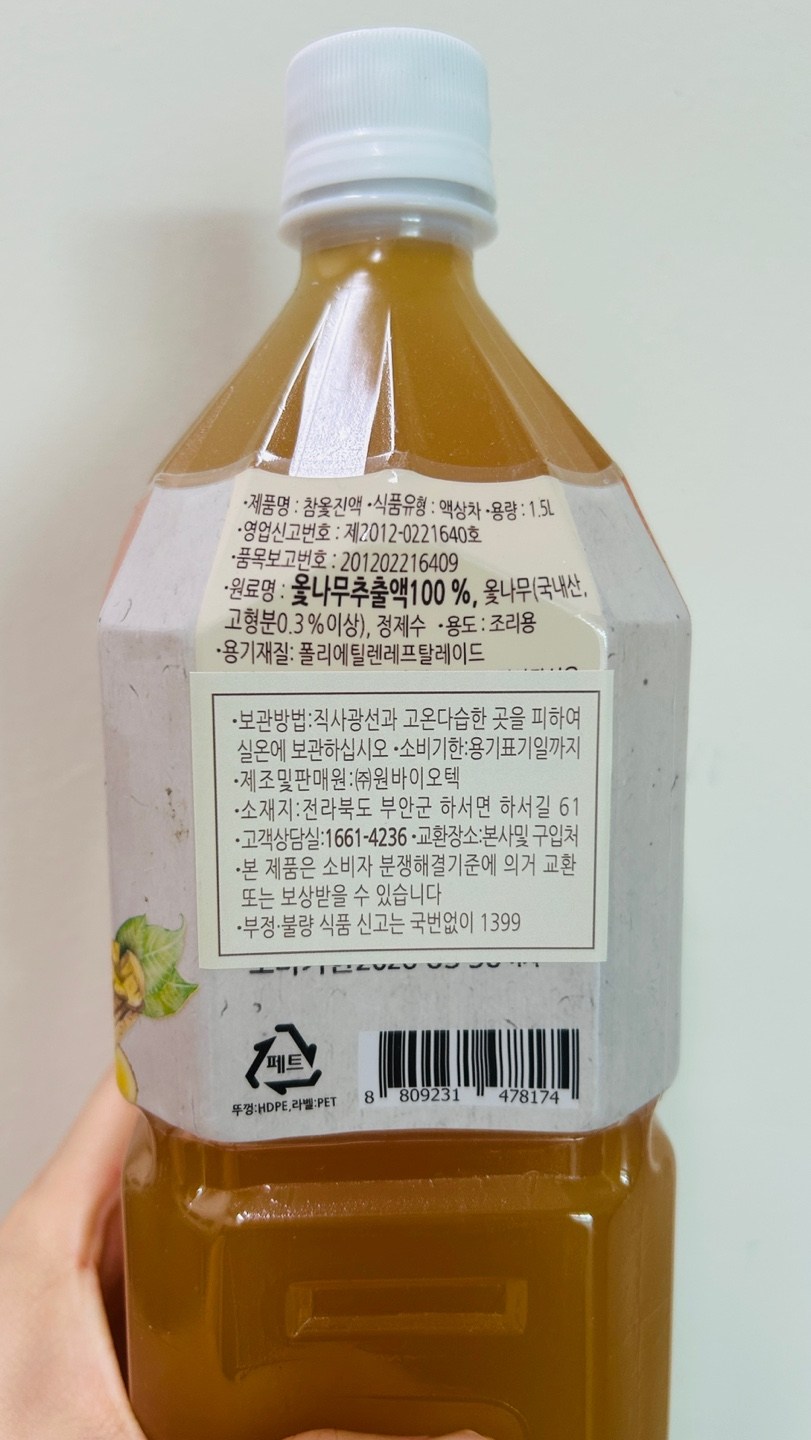 ·제품명 : 참옻진액 ·식품유형 : 액상차 ·용량 : 1.5L
·영업신고번호 : 제2012-0221640호
·품목보고번호 : 201202216409
·원료명 : 옻나무추출액100 %, 옻나무(국내산,
고형분0.3%이상), 정제수 ·용도 : 조리용
·용기재질: 폴리에틸렌레프탈레이드
·보관방법:직사광선과 고온다습한 곳을 피하여
실온에 보관하십시오 ·소비기한:용기표기일까지
·제조및판매원:㈜원바이오텍
·소재지:전라북도 부안군 하서면 하서길 61
·고객상담실:1661-4236 ·교환장소:본사및 구입처
·본 제품은 소비자 분쟁해결기준에 의거 교환
또는 보상받을 수 있습니다
·부정·불량 식품 신고는 국번없이 1399
페트
뚜껑:HDPE,라벨:PET
8 809231 478174